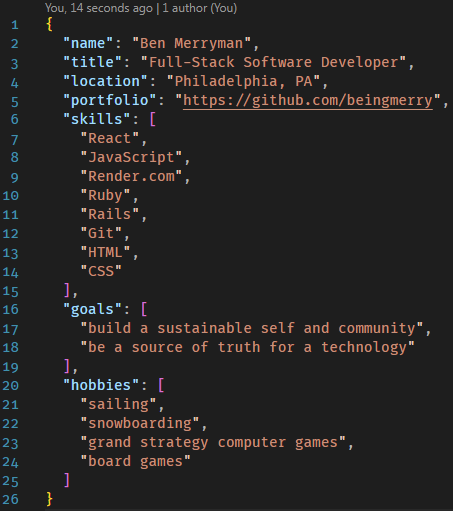 You, 14 seconds ago | 1 author (You)
1 {
2 "name": "Ben Merryman",
3 "title": "Full-Stack Software Developer",
4 "location": "Philadelphia, PA",
5 "portfolio": "https://github.com/beingmerry",
6 "skills": [
7 "React",
8 "JavaScript",
9 "Render.com",
10 "Ruby",
11 "Rails",
12 "Git",
13 "HTML",
14 "CSS"
15 ],
16 "goals": [
17 "build a sustainable self and community",
18 "be a source of truth for a technology"
19 ],
20 "hobbies": [
21 "sailing",
22 "snowboarding",
23 "grand strategy computer games",
24 "board games"
25 ]
26 }